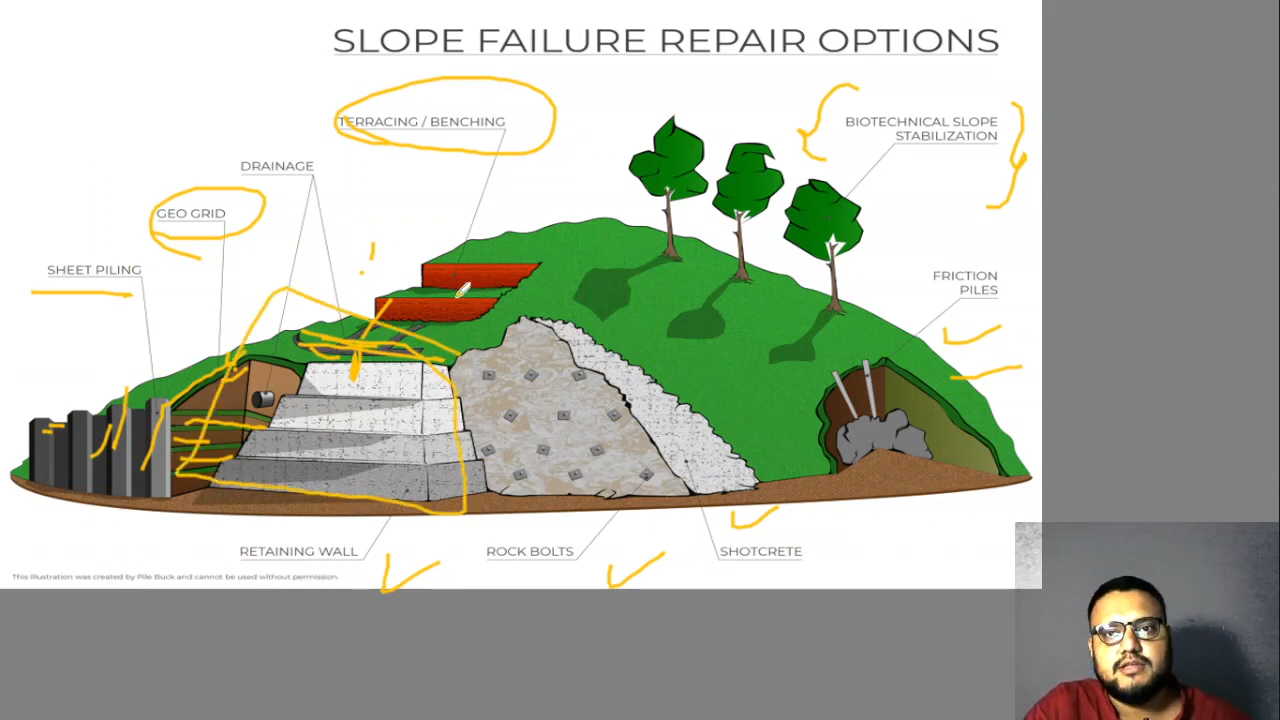 SLOPE FAILURE REPAIR OPTIONS
TERRACING / BENCHING
BIOTECHNICAL SLOPE
STABILIZATION
DRAINAGE
GEO GRID
SHEET PILING
FRICTION
PILES
RETAINING WALL
ROCK BOLTS
SHOTCRETE
This illustration was created by Pile Buck and cannot be used without permission.